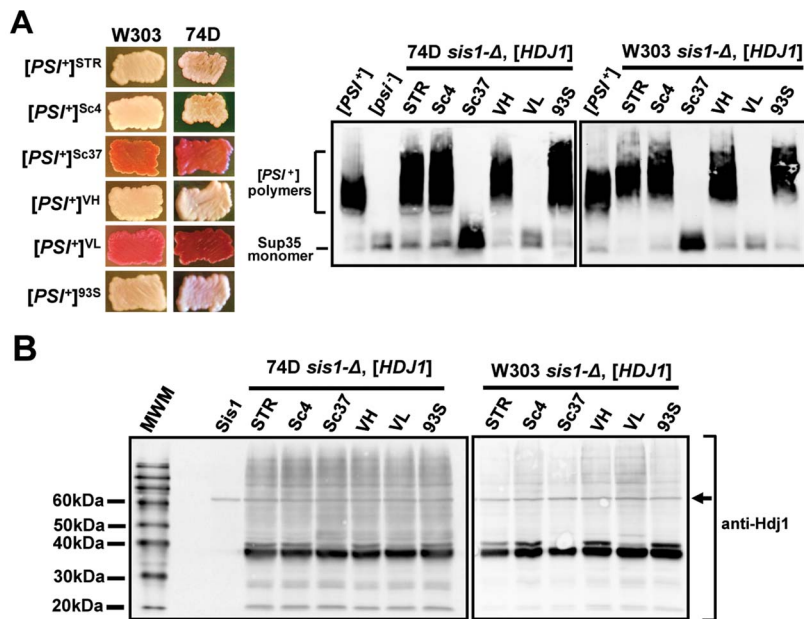 A
W303 74D
[PSI+]STR
[PSI+]Sc4
[PSI+]Sc37
[PSI+]VH
[PSI+]VL
[PSI+]93S
74D sis1-Δ, [HDJ1]
W303 sis1-Δ, [HDJ1]
[PSI+] [psi-] STR Sc4 Sc37 VH VL 93S
[PSI+] STR Sc4 Sc37 VH VL 93S
[PSI+]
polymers
Sup35
monomer
B
74D sis1-Δ, [HDJ1]
W303 sis1-Δ, [HDJ1]
MWM Sis1 STR Sc4 Sc37 VH VL 93S
STR Sc4 Sc37 VH VL 93S
60kDa
50kDa
40kDa
30kDa
20kDa
anti-Hdj1